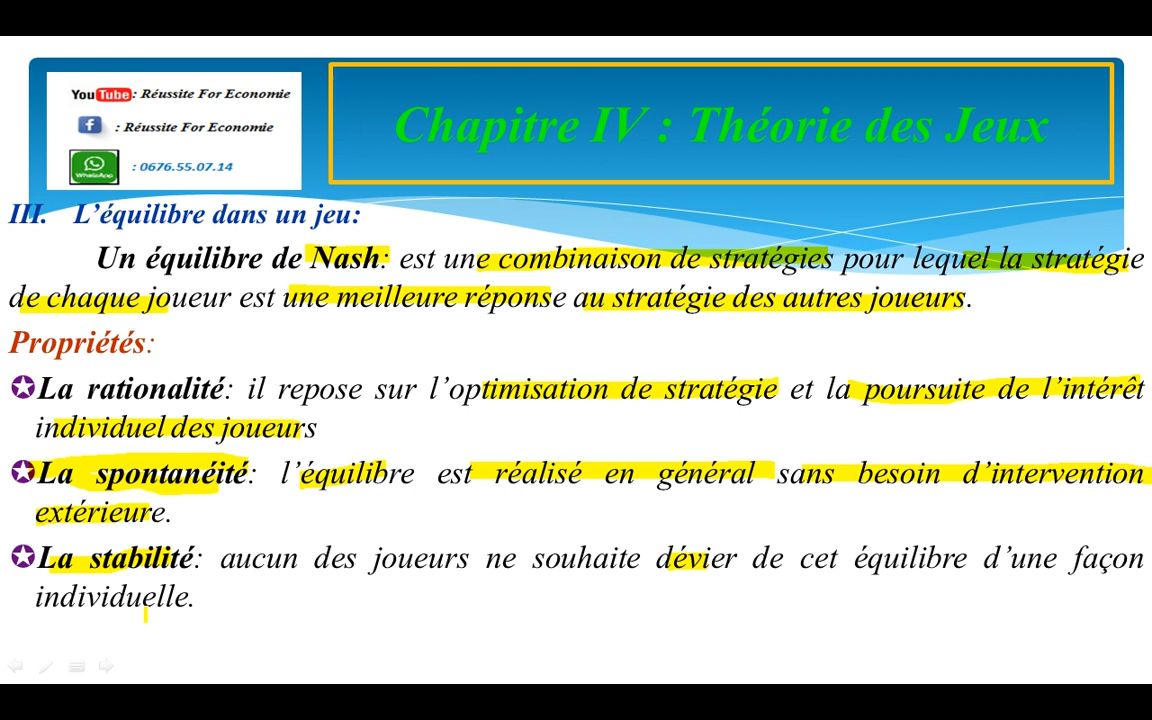 YouTube : Réussite For Economie
f : Réussite For Economie
WhatsApp : 0676.55.07.14
Chapitre IV : Théorie des Jeux
III. L’équilibre dans un jeu:
Un équilibre de Nash: est une combinaison de stratégies pour lequel la stratégie
de chaque joueur est une meilleure réponse au stratégie des autres joueurs.
Propriétés:
La rationalité: il repose sur l’optimisation de stratégie et la poursuite de l’intérêt
individuel des joueurs
La spontanéité: l’équilibre est réalisé en général sans besoin d’intervention
extérieure.
La stabilité: aucun des joueurs ne souhaite dévier de cet équilibre d’une façon
individuelle.